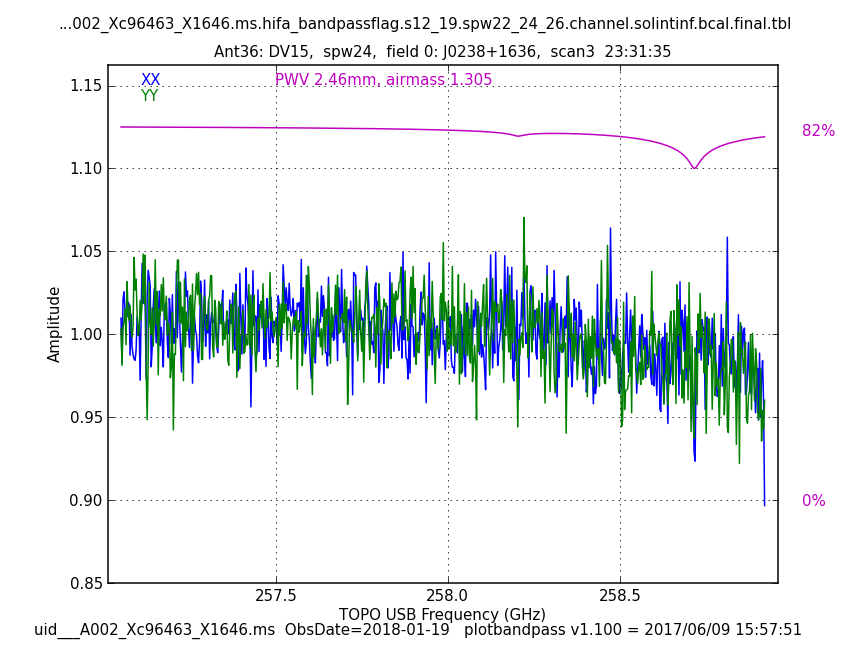 ...002_Xc96463_X1646.ms.hifa_bandpassflag.s12_19.spw22_24_26.channel.solintinf.bcal.final.tbl
Ant36: DV15, spw24, field 0: J0238+1636, scan3 23:31:35
XX
PWV 2.46mm, airmass 1.305
YY
1.15
1.10
1.05
1.00
0.95
0.90
0.85
Amplitude
82%
0%
257.5
258.0
258.5
TOPO USB Frequency (GHz)
uid___A002_Xc96463_X1646.ms ObsDate=2018-01-19 plotbandpass v1.100 = 2017/06/09 15:57:51